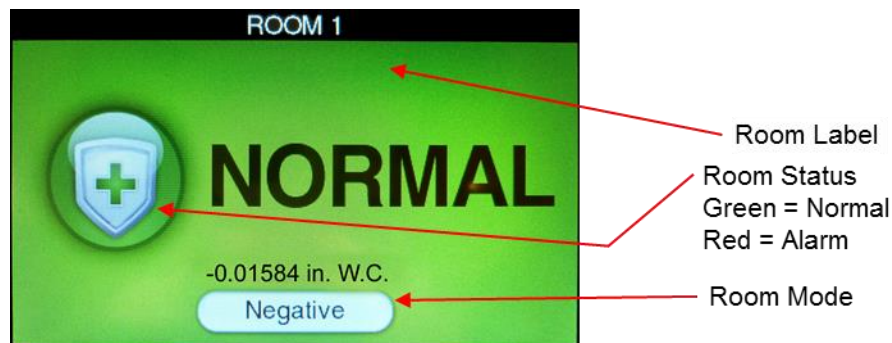 ROOM 1
NORMAL
-0.01584 in. W.C.
Negative
Room Label
Room Status
Green = Normal
Red = Alarm
Room Mode